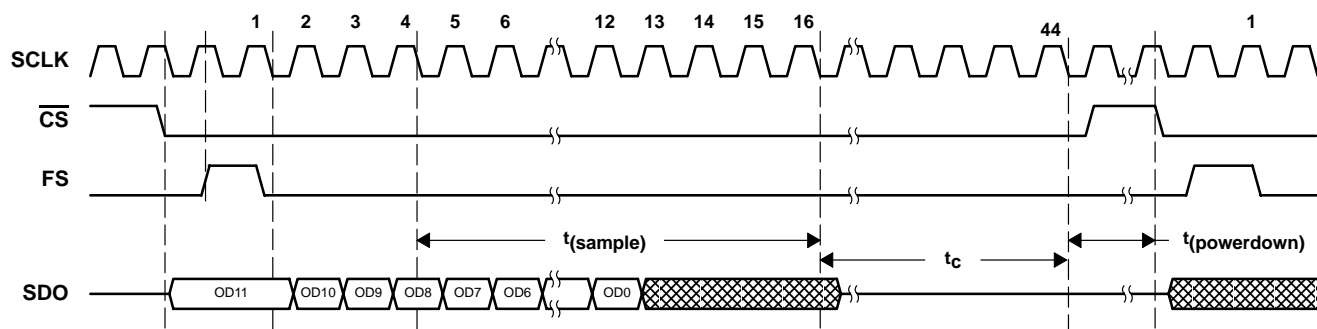 1 2 3 4 5 6 12 13 14 15 16 44 1
SCLK
CS
FS
t(sample)
t(powerdown)
tc
SDO OD11 OD10 OD9 OD8 OD7 OD6 OD0